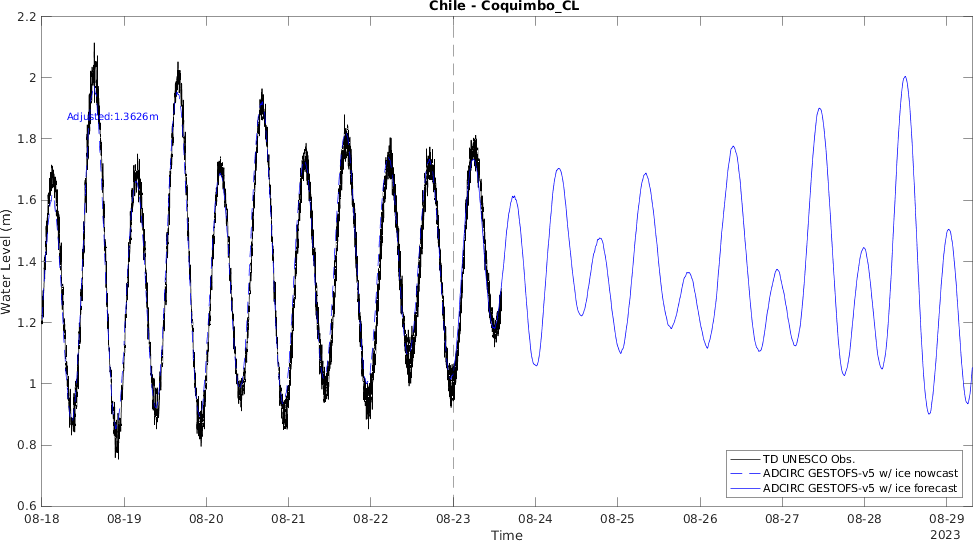 Chile - Coquimbo_CL
2.2
2
1.8
1.6
1.4
1.2
1
0.8
0.6
Water Level (m)
Adjusted:1.3626m
TD UNESCO Obs.
ADCIRC GESTOFS-v5 w/ ice nowcast
ADCIRC GESTOFS-v5 w/ ice forecast
08-18 08-19 08-20 08-21 08-22 08-23 08-24 08-25 08-26 08-27 08-28 08-29
2023
Time